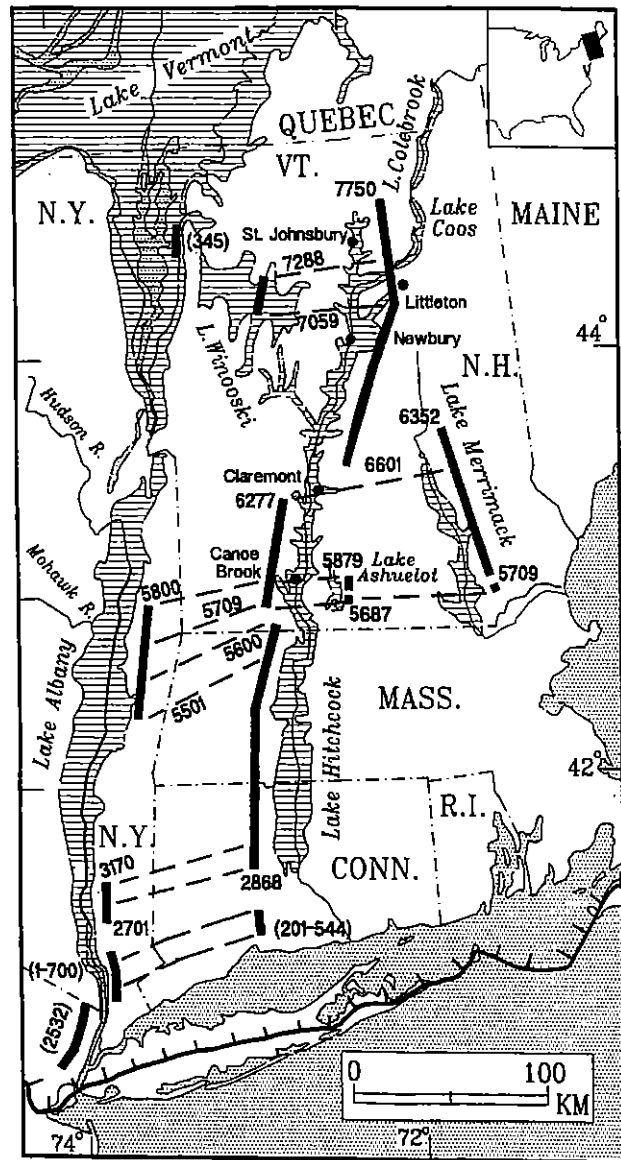 Lake Vermont
QUEBEC
VT.
L. Colebrook
7750
N.Y.
Lake
Coos
MAINE
(345)
St. Johnsbury
7288
Littleton
7059
Newbury
44°
L. Winooski
N.H.
Hudson R.
6352
Lake Merrimack
Claremont
6601
6277
Canoe
Brook
5879
Lake
Ashuelot
Mohawk R.
5800
5709
5709
5687
5600
5501
Lake Albany
MASS.
Lake Hitchcock
42°
R.I.
N.Y.
3170
CONN.
2868
2701
(201-544)
(1-700)
(2532)
0
100
KM
74°
72°